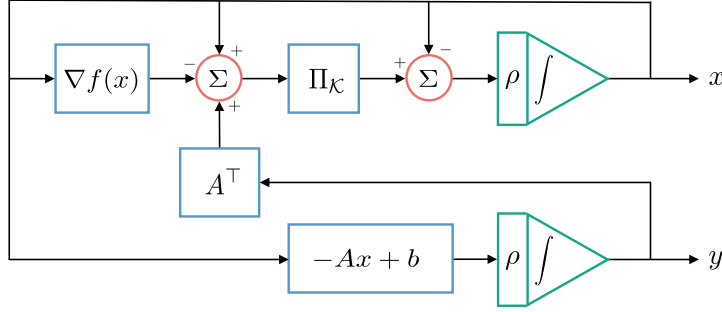 − + + −
∇f(x) Σ Π_𝒦 Σ ρ ∫ x
+
A^⊤
−Ax + b ρ ∫ y